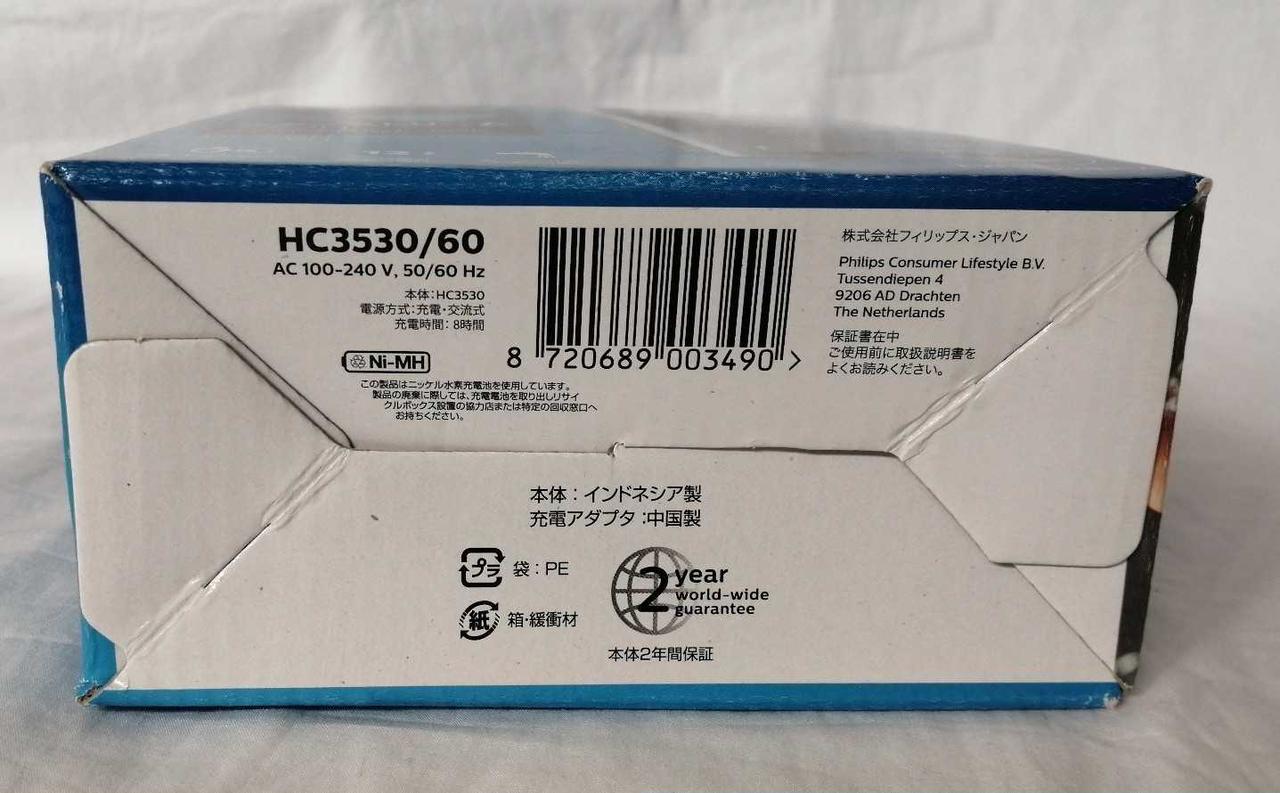 HC3530/60
AC 100-240 V, 50/60 Hz
本体:HC3530
電源方式:充電・交流式
充電時間: 8時間
Ni-MH
この製品はニッケル水素充電池を使用しています。
製品の廃棄に際しては、充電電池を取り出しリサイ
クルボックス設置の協力店または特定の回収窓口へ
お持ちください。
8 720689 003490 >
株式会社フィリップス・ジャパン
Philips Consumer Lifestyle B.V.
Tussendiepen 4
9206 AD Drachten
The Netherlands
保証書在中
ご使用前に取扱説明書を
よくお読みください。
本体 : インドネシア製
充電アダプタ :中国製
プラ 袋 : PE
紙 箱・緩衝材
2 year
world-wide
guarantee
本体2年間保証